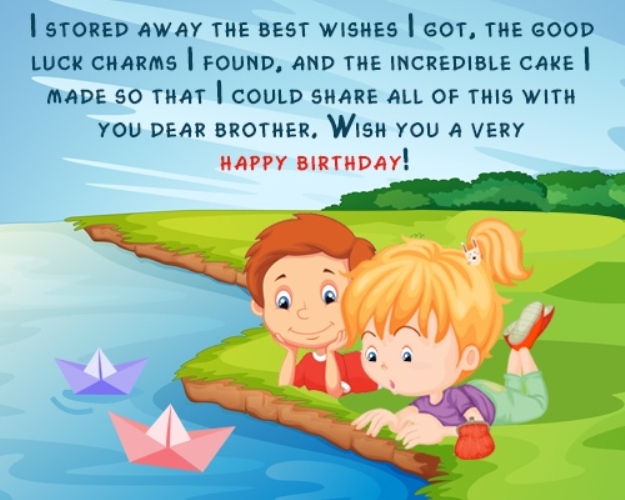 I stored away the best wishes I got, the good
luck charms I found, and the incredible cake I
made so that I could share all of this with
you dear brother. Wish you a very
happy birthday!